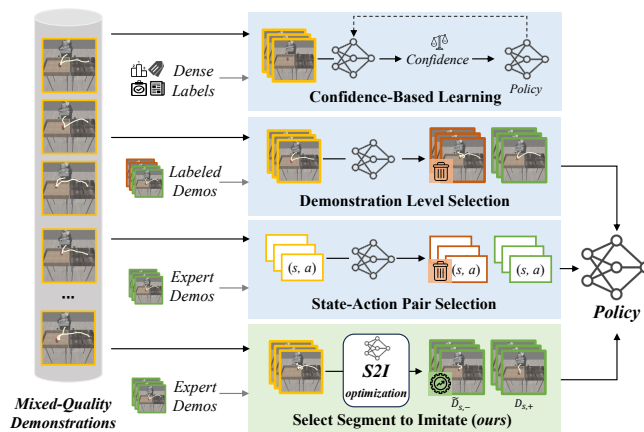 Dense
Labels
Confidence
Policy
Confidence-Based Learning
Labeled
Demos
Demonstration Level Selection
Expert
Demos
(s, a)
(s, a)
(s, a)
State-Action Pair Selection
Policy
...
Expert
Demos
S2I
optimization
D̃s,−
Ds,+
Select Segment to Imitate (ours)
Mixed-Quality
Demonstrations